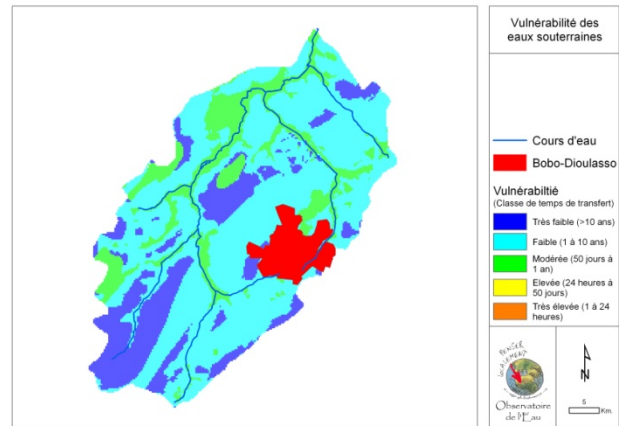 Vulnérabilité des
eaux souterraines
Cours d'eau
Bobo-Dioulasso
Vulnérabiltié
(Classe de temps de transfert)
Très faible (>10 ans)
Faible (1 à 10 ans)
Modérée (50 jours à
1 an)
Elevée (24 heures à
50 jours)
Très élevée (1 à 24
heures)
PENSER
LOCALEMENT
Observatoire
de l'Eau
N
5
Km.